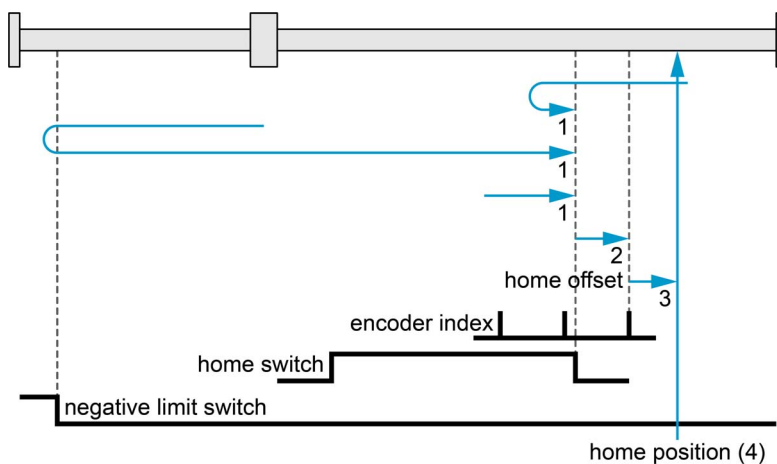 1
1
1
2
home offset
3
encoder index
home switch
negative limit switch
home position (4)